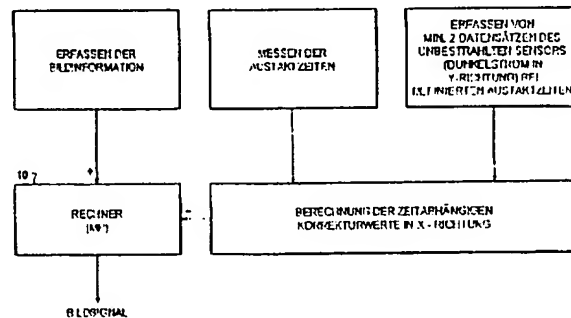 ERFASSEN DER
BILDINFORMATION
MESSEN DER
AUSTAKTZEITEN
ERFASSEN VON
MIN. 2 DATENSÄTZEN DES
UNBESTRAHLTEN SENSORS
(DUNKELSTROM IN
Y-RICHTUNG) BEI
DEFINIERTEN AUSTAKTZEITEN
10
+
RECHNER
-
BERECHNUNG DER ZEITABHÄNGIGEN
KORREKTURWERTE IN X - RICHTUNG
BILDSIGNAL